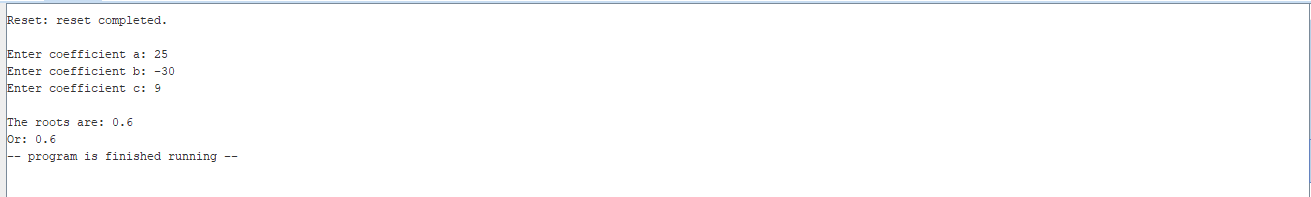 Reset: reset completed.
Enter coefficient a: 25
Enter coefficient b: -30
Enter coefficient c: 9
The roots are: 0.6
Or: 0.6
-- program is finished running --